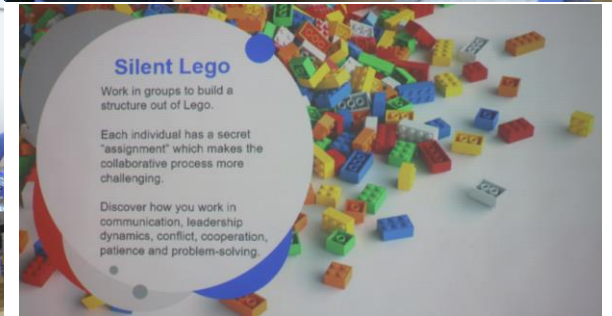 Silent Lego
Work in groups to build a
structure out of Lego.
Each individual has a secret
"assignment" which makes the
collaborative process more
challenging.
Discover how you work in
communication, leadership
dynamics, conflict, cooperation,
patience and problem-solving.